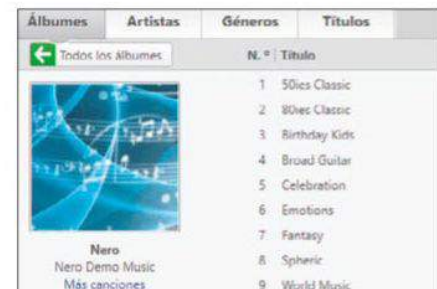 Álbumes Artistas Géneros Títulos
Todos los álbumes N.º Título
1 50ies Classic
2 80ies Classic
3 Birthday Kids
4 Broad Guitar
5 Celebration
6 Emotions
7 Fantasy
8 Spheric
9 World Music
Nero
Nero Demo Music
Más canciones